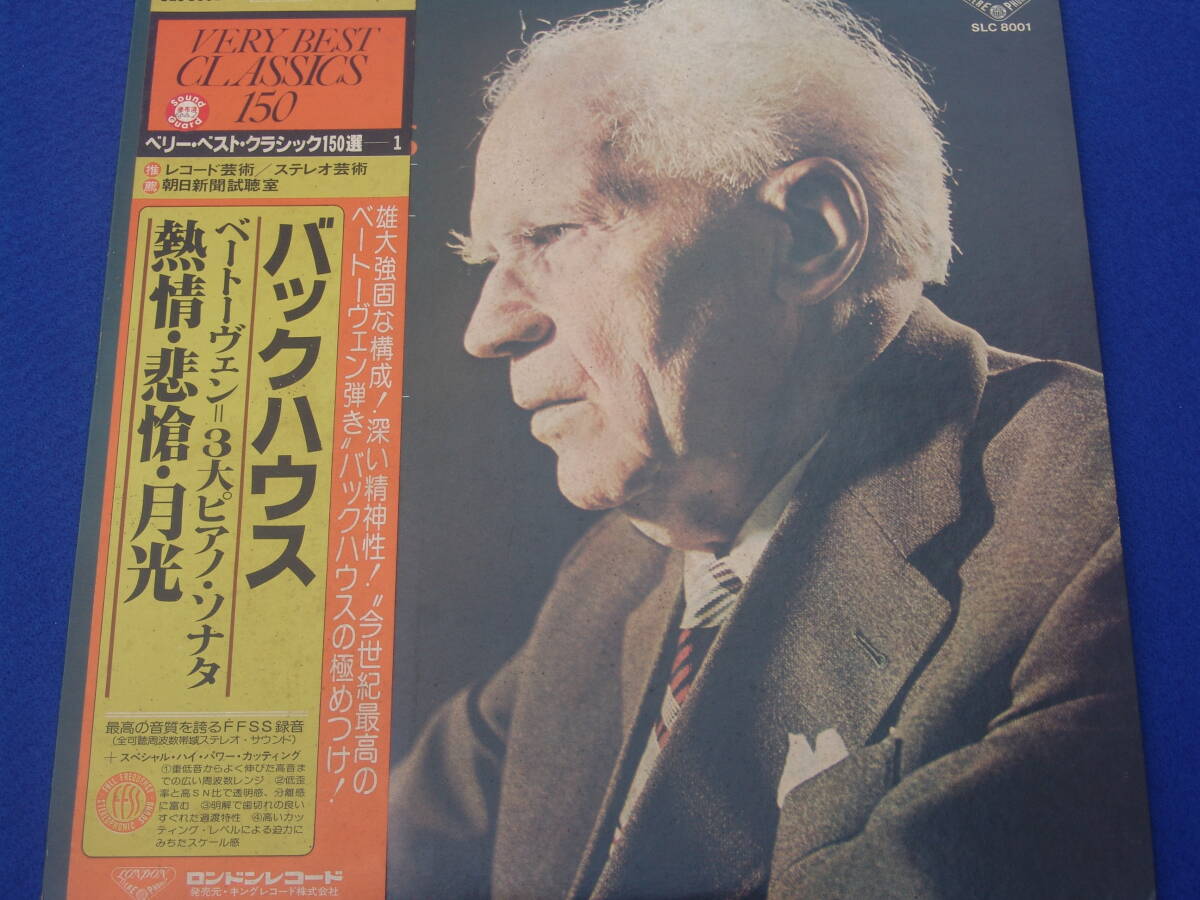 VERY BEST
CLASSICS
150
Sound
Guard
ベリー・ベスト・クラシック150選—1
推薦
レコード芸術/ステレオ芸術
朝日新聞試聴室
雄大強固な構成!深い精神性!“今世紀最高の
ベートーヴェン弾き”バックハウスの極めつけ!
バックハウス
ベートーヴェン=3大ピアノ・ソナタ
熱情・悲愴・月光
最高の音質を誇るFFSS録音
(全可聴周波数帯域ステレオ・サウンド)
+スペシャル・ハイ・パワー・カッティング
①重低音からよく伸びた高音ま
での広い周波数レンジ ②低歪
率と高SN比で透明感、分離感
に富む ③明解で歯切れの良い
すぐれた過渡特性 ④高いカッ
ティング・レベルによる迫力に
みちたスケール感
FULL FREQUENCY
STEREOPHONIC SOUND
FFSS
LONDON
ロンドンレコード
発売元・キングレコード株式会社
SLC 8001